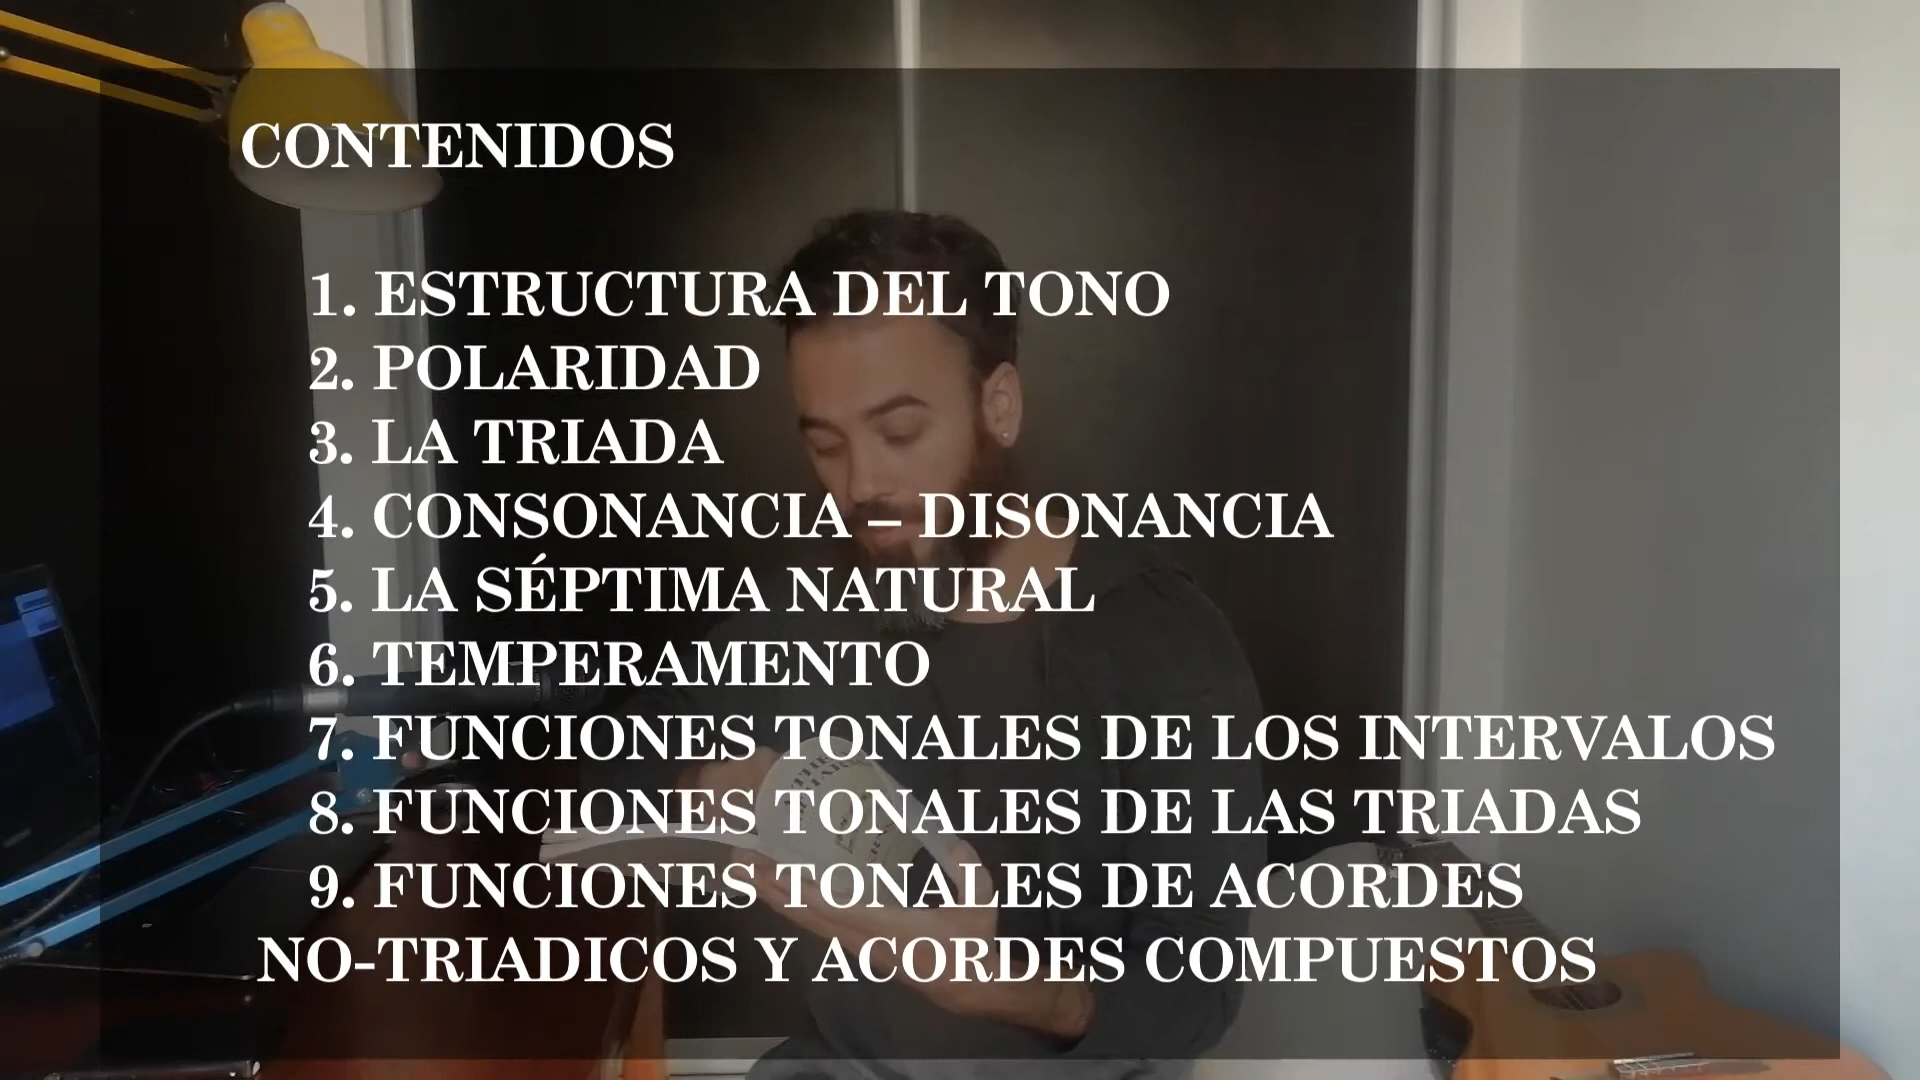 CONTENIDOS
1. ESTRUCTURA DEL TONO
2. POLARIDAD
3. LA TRIADA
4. CONSONANCIA – DISONANCIA
5. LA SÉPTIMA NATURAL
6. TEMPERAMENTO
7. FUNCIONES TONALES DE LOS INTERVALOS
8. FUNCIONES TONALES DE LAS TRIADAS
9. FUNCIONES TONALES DE ACORDES
NO-TRIADICOS Y ACORDES COMPUESTOS